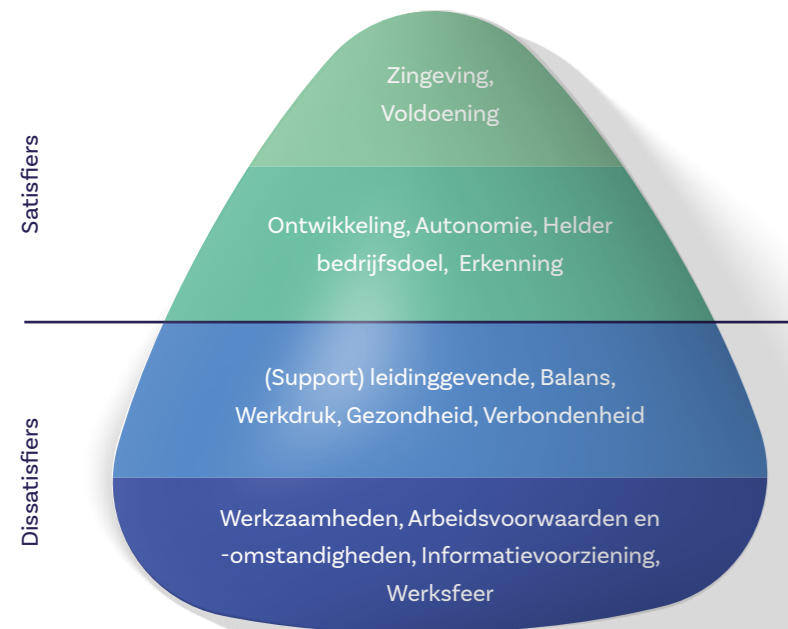 Satisfiers
Zingeving,
Voldoening
Ontwikkeling, Autonomie, Helder
bedrijfsdoel, Erkenning
Dissatisfiers
(Support) leidinggevende, Balans,
Werkdruk, Gezondheid, Verbondenheid
Werkzaamheden, Arbeidsvoorwaarden en
-omstandigheden, Informatievoorziening,
Werksfeer